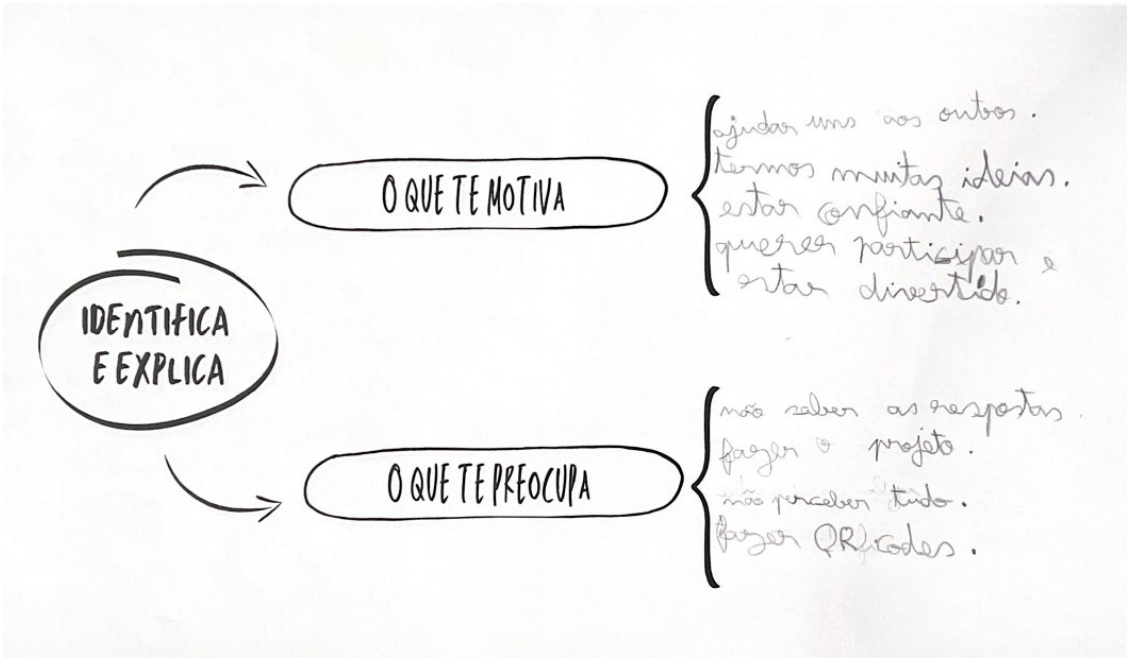 O QUE TE MOTIVA
ajudar uns aos outros.
termos muitas ideias.
estar confiante.
querer participar e
estar divertido.
IDENTIFICA
E EXPLICA
O QUE TE PREOCUPA
não saber as respostas.
fazer o projeto.
não perceber tudo.
fazer QR codes.